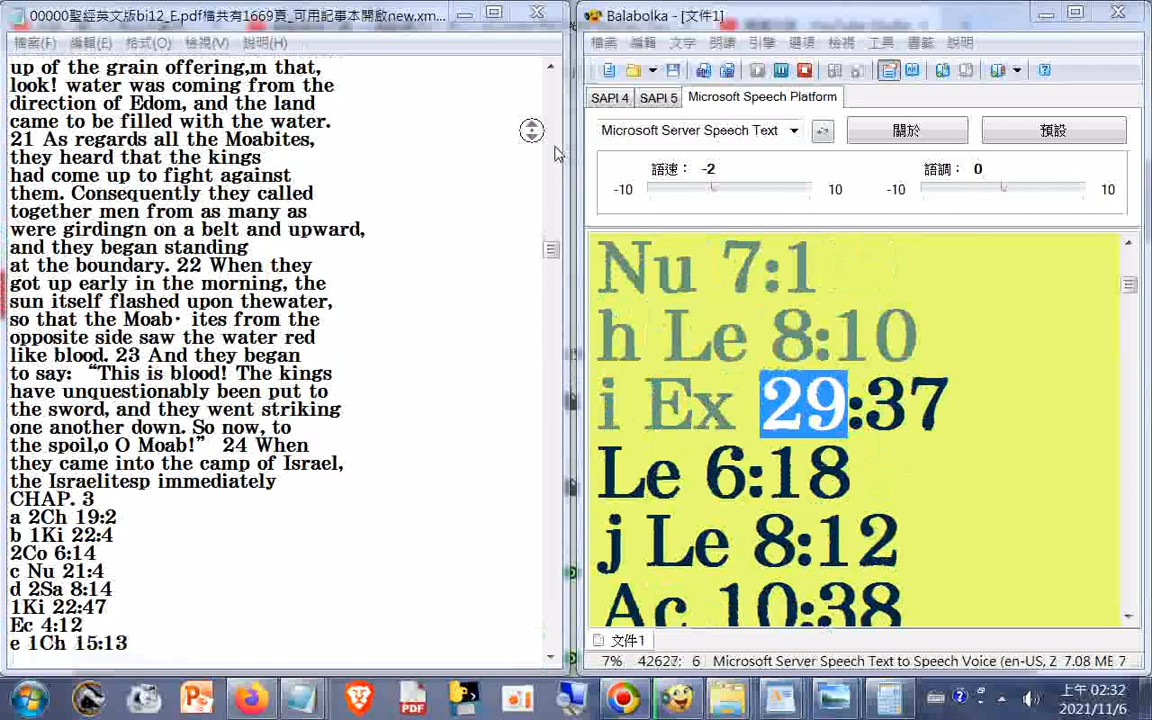 00000聖經英文版bi12_E.pdf檔共有1669頁_可用記事本開啟new.xm...
檔案(F) 編輯(E) 格式(O) 檢視(V) 說明(H)
up of the grain offering,m that,
look! water was coming from the
direction of Edom, and the land
came to be filled with the water.
21 As regards all the Moabites,
they heard that the kings
had come up to fight against
them. Consequently they called
together men from as many as
were girdingn on a belt and upward,
and they began standing
at the boundary. 22 When they
got up early in the morning, the
sun itself flashed upon thewater,
so that the Moab· ites from the
opposite side saw the water red
like blood. 23 And they began
to say: “This is blood! The kings
have unquestionably been put to
the sword, and they went striking
one another down. So now, to
the spoil,o O Moab!” 24 When
they came into the camp of Israel,
the Israelitesp immediately
CHAP. 3
a 2Ch 19:2
b 1Ki 22:4
2Co 6:14
c Nu 21:4
d 2Sa 8:14
1Ki 22:47
Ec 4:12
e 1Ch 15:13
Balabolka - [文件1]
檔案 編輯 文字 朗讀 引擎 選項 檢視 工具 書籤 說明
SAPI 4 SAPI 5 Microsoft Speech Platform
Microsoft Server Speech Text 關於 預設
語速： -2 語調： 0
-10 10 -10 10
Nu 7:1
h Le 8:10
i Ex 29:37
Le 6:18
j Le 8:12
Ac 10:38
文件1
7% 42627: 6 Microsoft Server Speech Text to Speech Voice (en-US, Z 7.08 ME 7
上午 02:32
2021/11/6